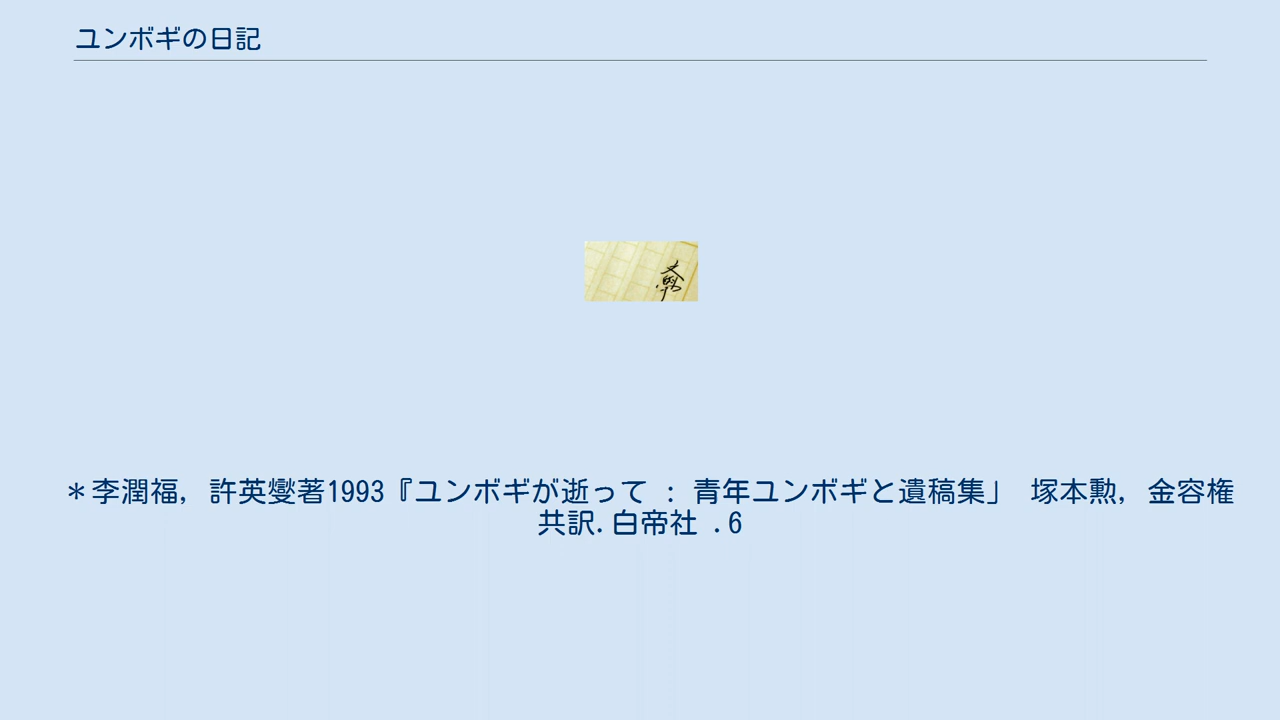 ユンボギの日記
＊李潤福, 許英燮著1993『ユンボギが逝って : 青年ユンボギと遺稿集」 塚本勲, 金容権
共訳.白帝社 .6